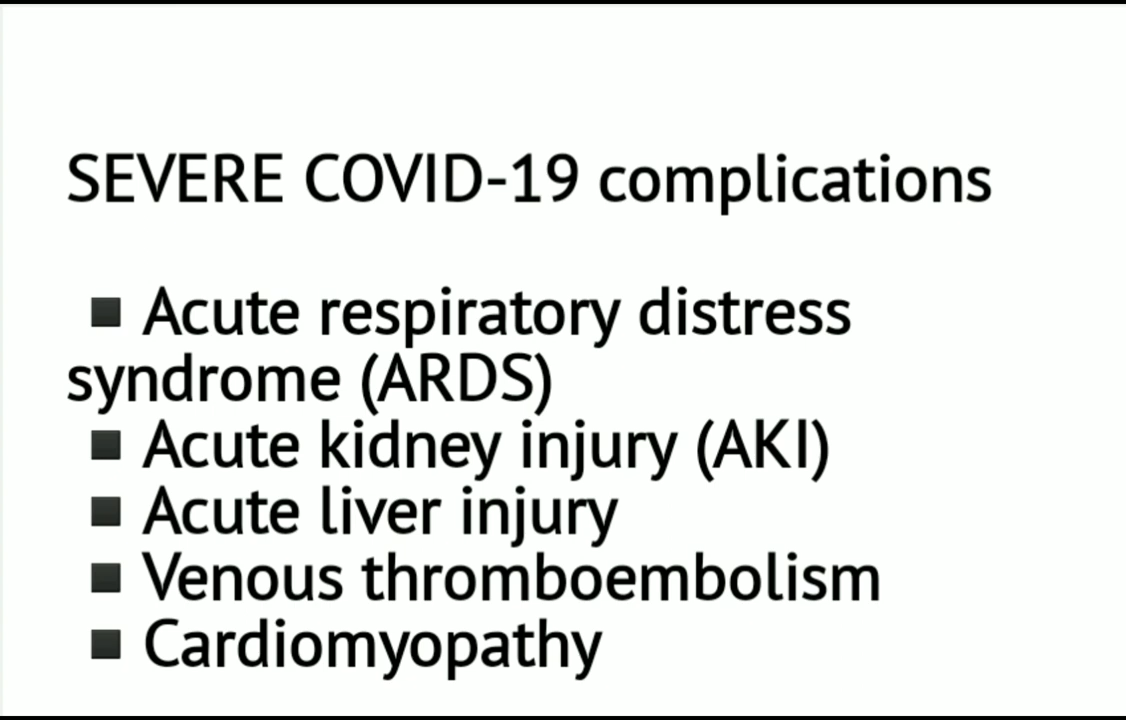 SEVERE COVID-19 complications
▪ Acute respiratory distress
syndrome (ARDS)
▪ Acute kidney injury (AKI)
▪ Acute liver injury
▪ Venous thromboembolism
▪ Cardiomyopathy